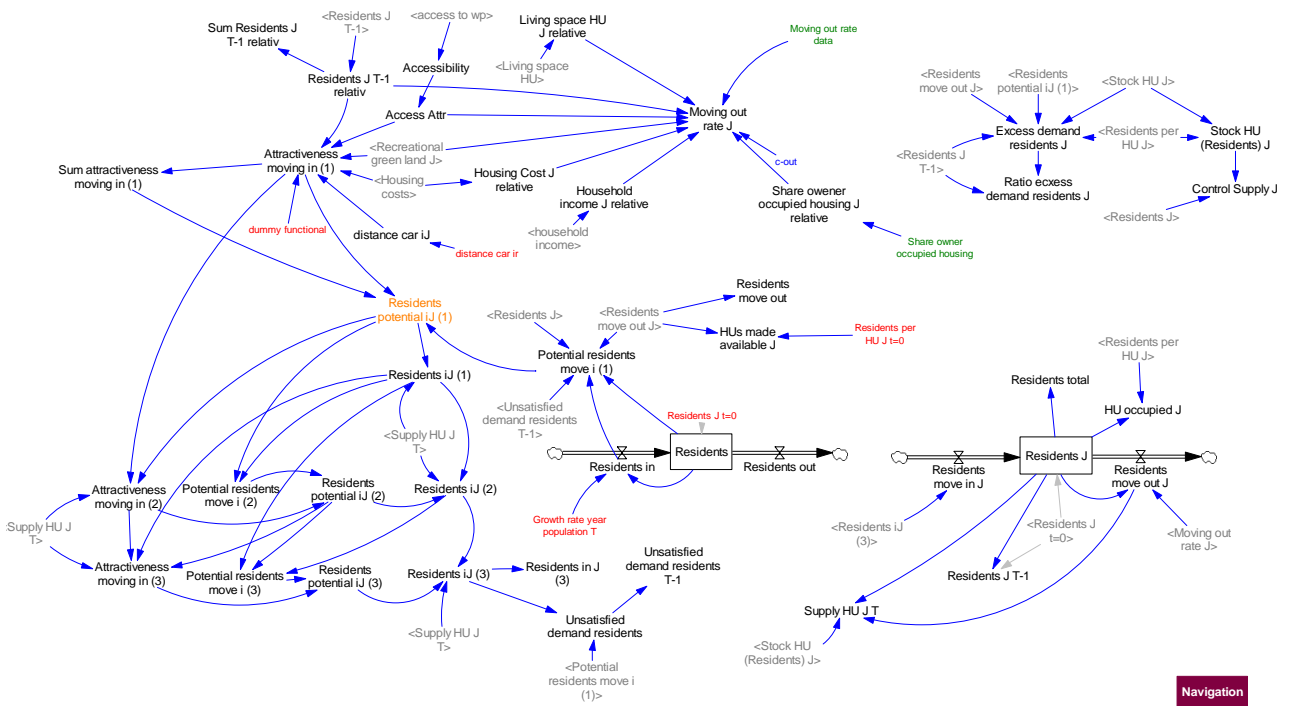 Sum Residents J
T-1 relativ
<Residents J
T-1>
<access to wp>
Living space HU
J relative
Moving out rate
data
Residents J T-1
relativ
Accessibility
<Living space
HU>
<Residents
move out J>
<Residents
potential iJ (1)>
<Stock HU J>
Access Attr
Moving out
rate J
Sum attractiveness
moving in (1)
Attractiveness
moving in (1)
<Recreational
green land J>
<Housing
costs>
Housing Cost J
relative
c-out
Household
income J relative
Share owner
occupied housing J
relative
<Residents J
T-1>
Excess demand
residents J
<Residents per
HU J>
Stock HU
(Residents) J
Ratio ecxess
demand residents J
Control Supply J
<Residents J>
dummy functional
distance car iJ
distance car ir
<household
income>
Share owner
occupied housing
Residents
potential iJ (1)
<Residents J>
<Residents
move out J>
Residents
move out
HUs made
available J
Residents per
HU J t=0
Potential residents
move i (1)
Residents iJ (1)
<Unsatisfied
demand residents
T-1>
Residents J t=0
<Supply HU J
T>
Residents in
Residents
Residents out
Residents total
<Residents per
HU J>
HU occupied J
Residents
move in J
Residents J
Residents
move out J
Attractiveness
moving in (2)
Potential residents
move i (2)
Residents
potential iJ (2)
Residents iJ (2)
Growth rate year
population T
<Residents iJ
(3)>
<Residents J
t=0>
<Moving out
rate J>
Supply HU J
T>
Attractiveness
moving in (3)
Potential residents
move i (3)
Residents
potential iJ (3)
Residents iJ (3)
Residents in J
(3)
Unsatisfied
demand residents
T-1
Residents J T-1
<Supply HU J
T>
Unsatisfied
demand residents
<Potential
residents move i
(1)>
Supply HU J T
<Stock HU
(Residents) J>
Navigation